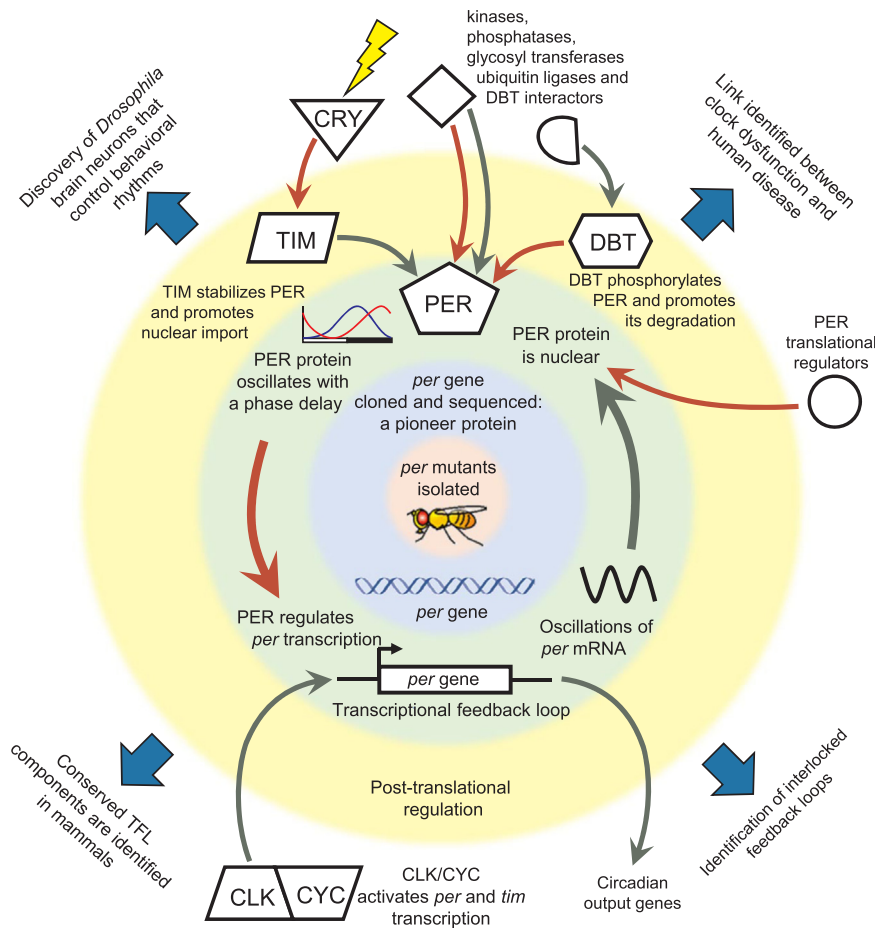 kinases,
phosphatases,
glycosyl transferases
ubiquitin ligases and
DBT interactors
CRY
Discovery of Drosophila
brain neurons that
control behavioral
rhythms
Link identified between
clock dysfunction and
human disease
TIM
DBT
PER
TIM stabilizes PER
and promotes
nuclear import
DBT phosphorylates
PER and promotes
its degradation
PER protein
is nuclear
PER
translational
regulators
PER protein
oscillates with
a phase delay
per gene
cloned and sequenced:
a pioneer protein
per mutants
isolated
per gene
PER regulates
per transcription
Oscillations of
per mRNA
per gene
Transcriptional feedback loop
Post-translational
regulation
Conserved TFL
components are identified
in mammals
Identification of interlocked
feedback loops
CLK
CYC
CLK/CYC
activates per and tim
transcription
Circadian
output genes